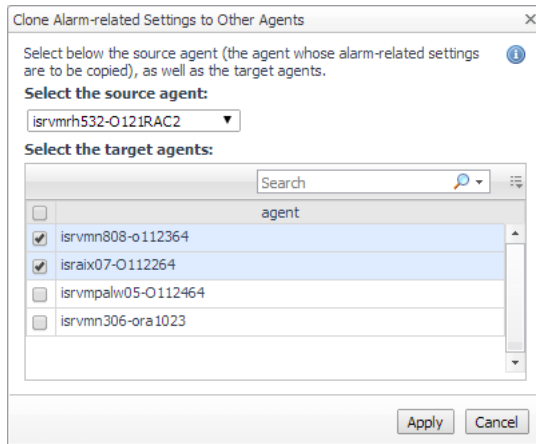 Clone Alarm-related Settings to Other Agents
Select below the source agent (the agent whose alarm-related settings
are to be copied), as well as the target agents.
Select the source agent:
isrvmrh532-O121RAC2
Select the target agents:
Search
agent
isrvmn808-o112364
israix07-O112264
isrvmpalw05-O112464
isrvmn306-ora1023
Apply
Cancel